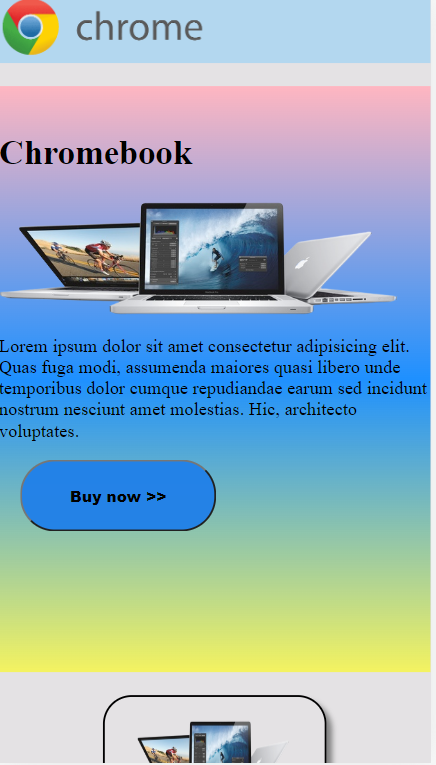 chrome
Chromebook
Lorem ipsum dolor sit amet consectetur adipisicing elit.
Quas fuga modi, assumenda maiores quasi libero unde
temporibus dolor cumque repudiandae earum sed incidunt
nostrum nesciunt amet molestias. Hic, architecto
voluptates.
Buy now >>